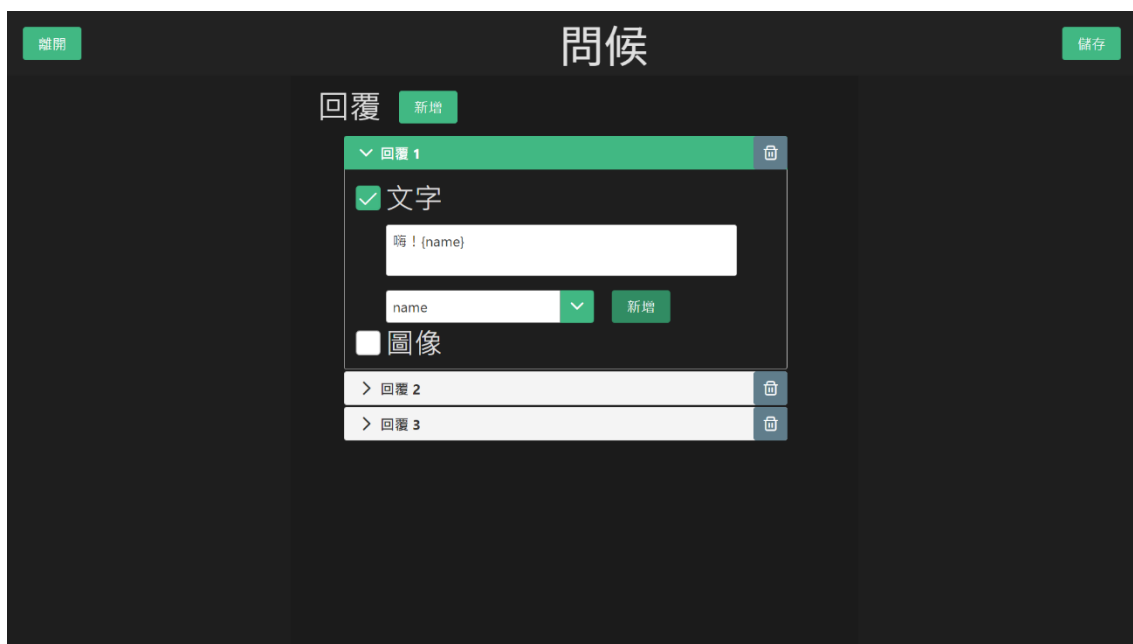 離開
問候
儲存
回覆 新增
回覆 1
文字
嗨！{name}
name 新增
圖像
回覆 2
回覆 3